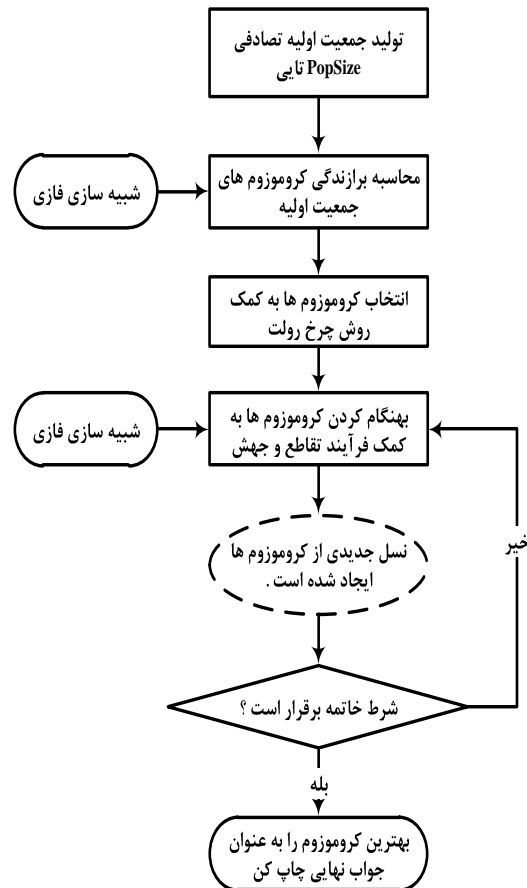 تولید جمعیت اولیه تصادفی
PopSize تایی
محاسبه برازندگی کروموزوم های
جمعیت اولیه
شبیه سازی فازی
انتخاب کروموزوم ها به کمک
روش چرخ رولت
بهنگام کردن کروموزوم ها به
کمک فرآیند تقاطع و جهش
شبیه سازی فازی
نسل جدیدی از کروموزوم ها
ایجاد شده است .
خیر
شرط خاتمه برقرار است ؟
بله
بهترین کروموزوم را به عنوان
جواب نهایی چاپ کن